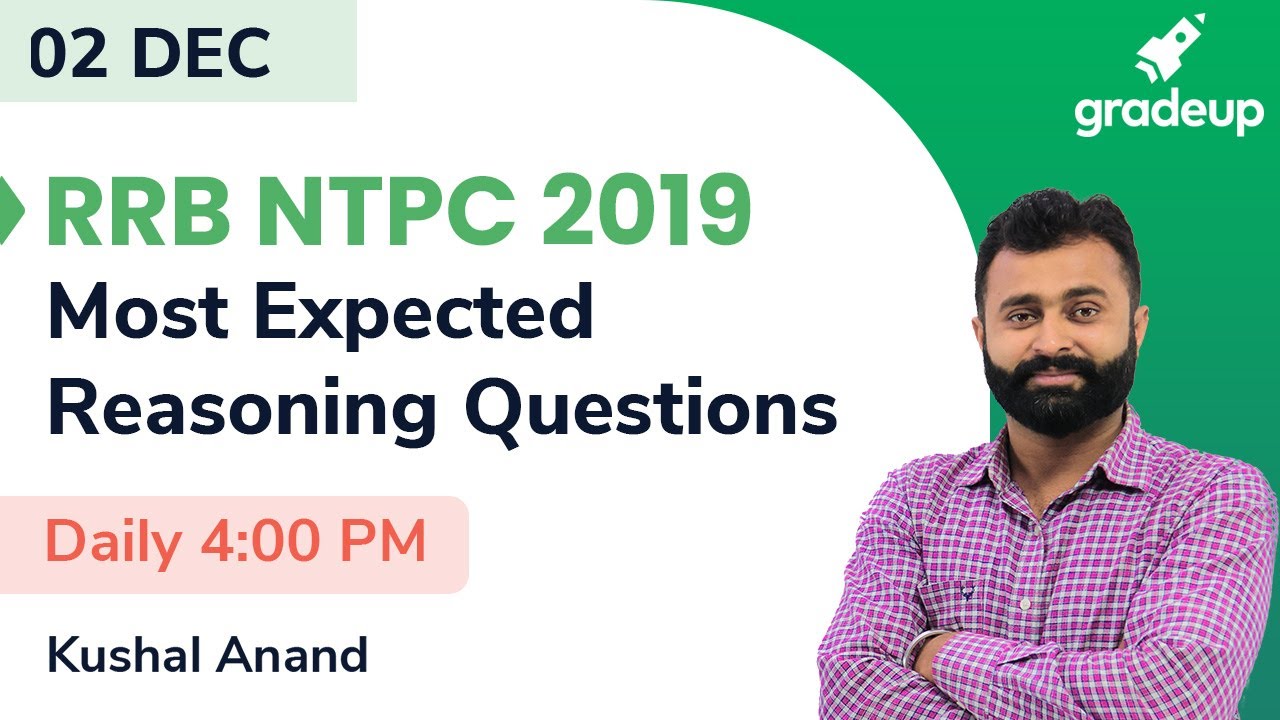 02 DEC
gradeup
RRB NTPC 2019
Most Expected
Reasoning Questions
Daily 4:00 PM
Kushal Anand